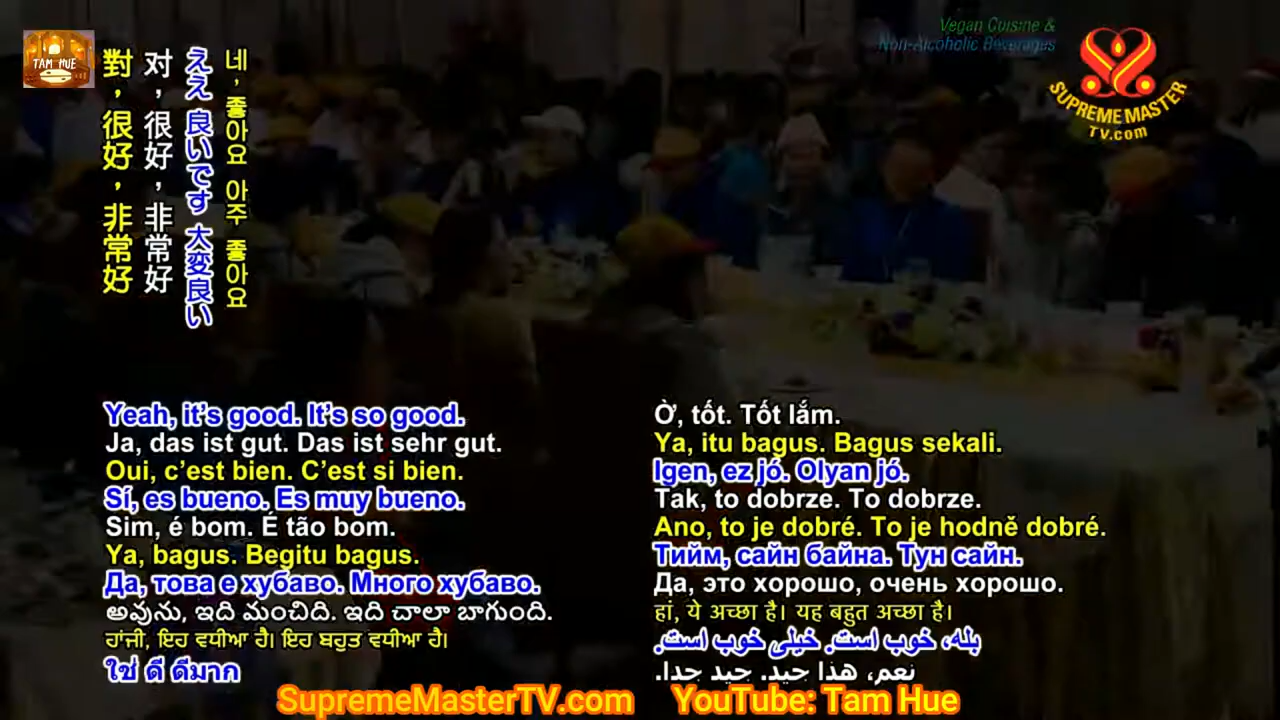 Vegan Cuisine &
Non-Alcoholic Beverages
TAM HUE
SUPREME MASTER
TV.com
對，很好，非常好
对，很好，非常好
ええ 良いです 大変良い
네, 좋아요 아주 좋아요
Yeah, it's good. It's so good.
Ja, das ist gut. Das ist sehr gut.
Oui, c'est bien. C'est si bien.
Sí, es bueno. Es muy bueno.
Sim, é bom. É tão bom.
Ya, bagus. Begitu bagus.
Да, това е хубаво. Много хубаво.
అవును, ఇది మంచిది. ఇది చాలా బాగుంది.
ਹਾਂਜੀ, ਇਹ ਵਧੀਆ ਹੈ। ਇਹ ਬਹੁਤ ਵਧੀਆ ਹੈ।
ใช่ ดี ดีมาก
Ờ, tốt. Tốt lắm.
Ya, itu bagus. Bagus sekali.
Igen, ez jó. Olyan jó.
Tak, to dobrze. To dobrze.
Ano, to je dobré. To je hodně dobré.
Тийм, сайн байна. Тун сайн.
Да, это хорошо, очень хорошо.
हां, ये अच्छा है। यह बहुत अच्छा है।
بله، خوب است. خیلی خوب است.
نعم، هذا جيد. جيد جدا.
SupremeMasterTV.com YouTube: Tam Hue